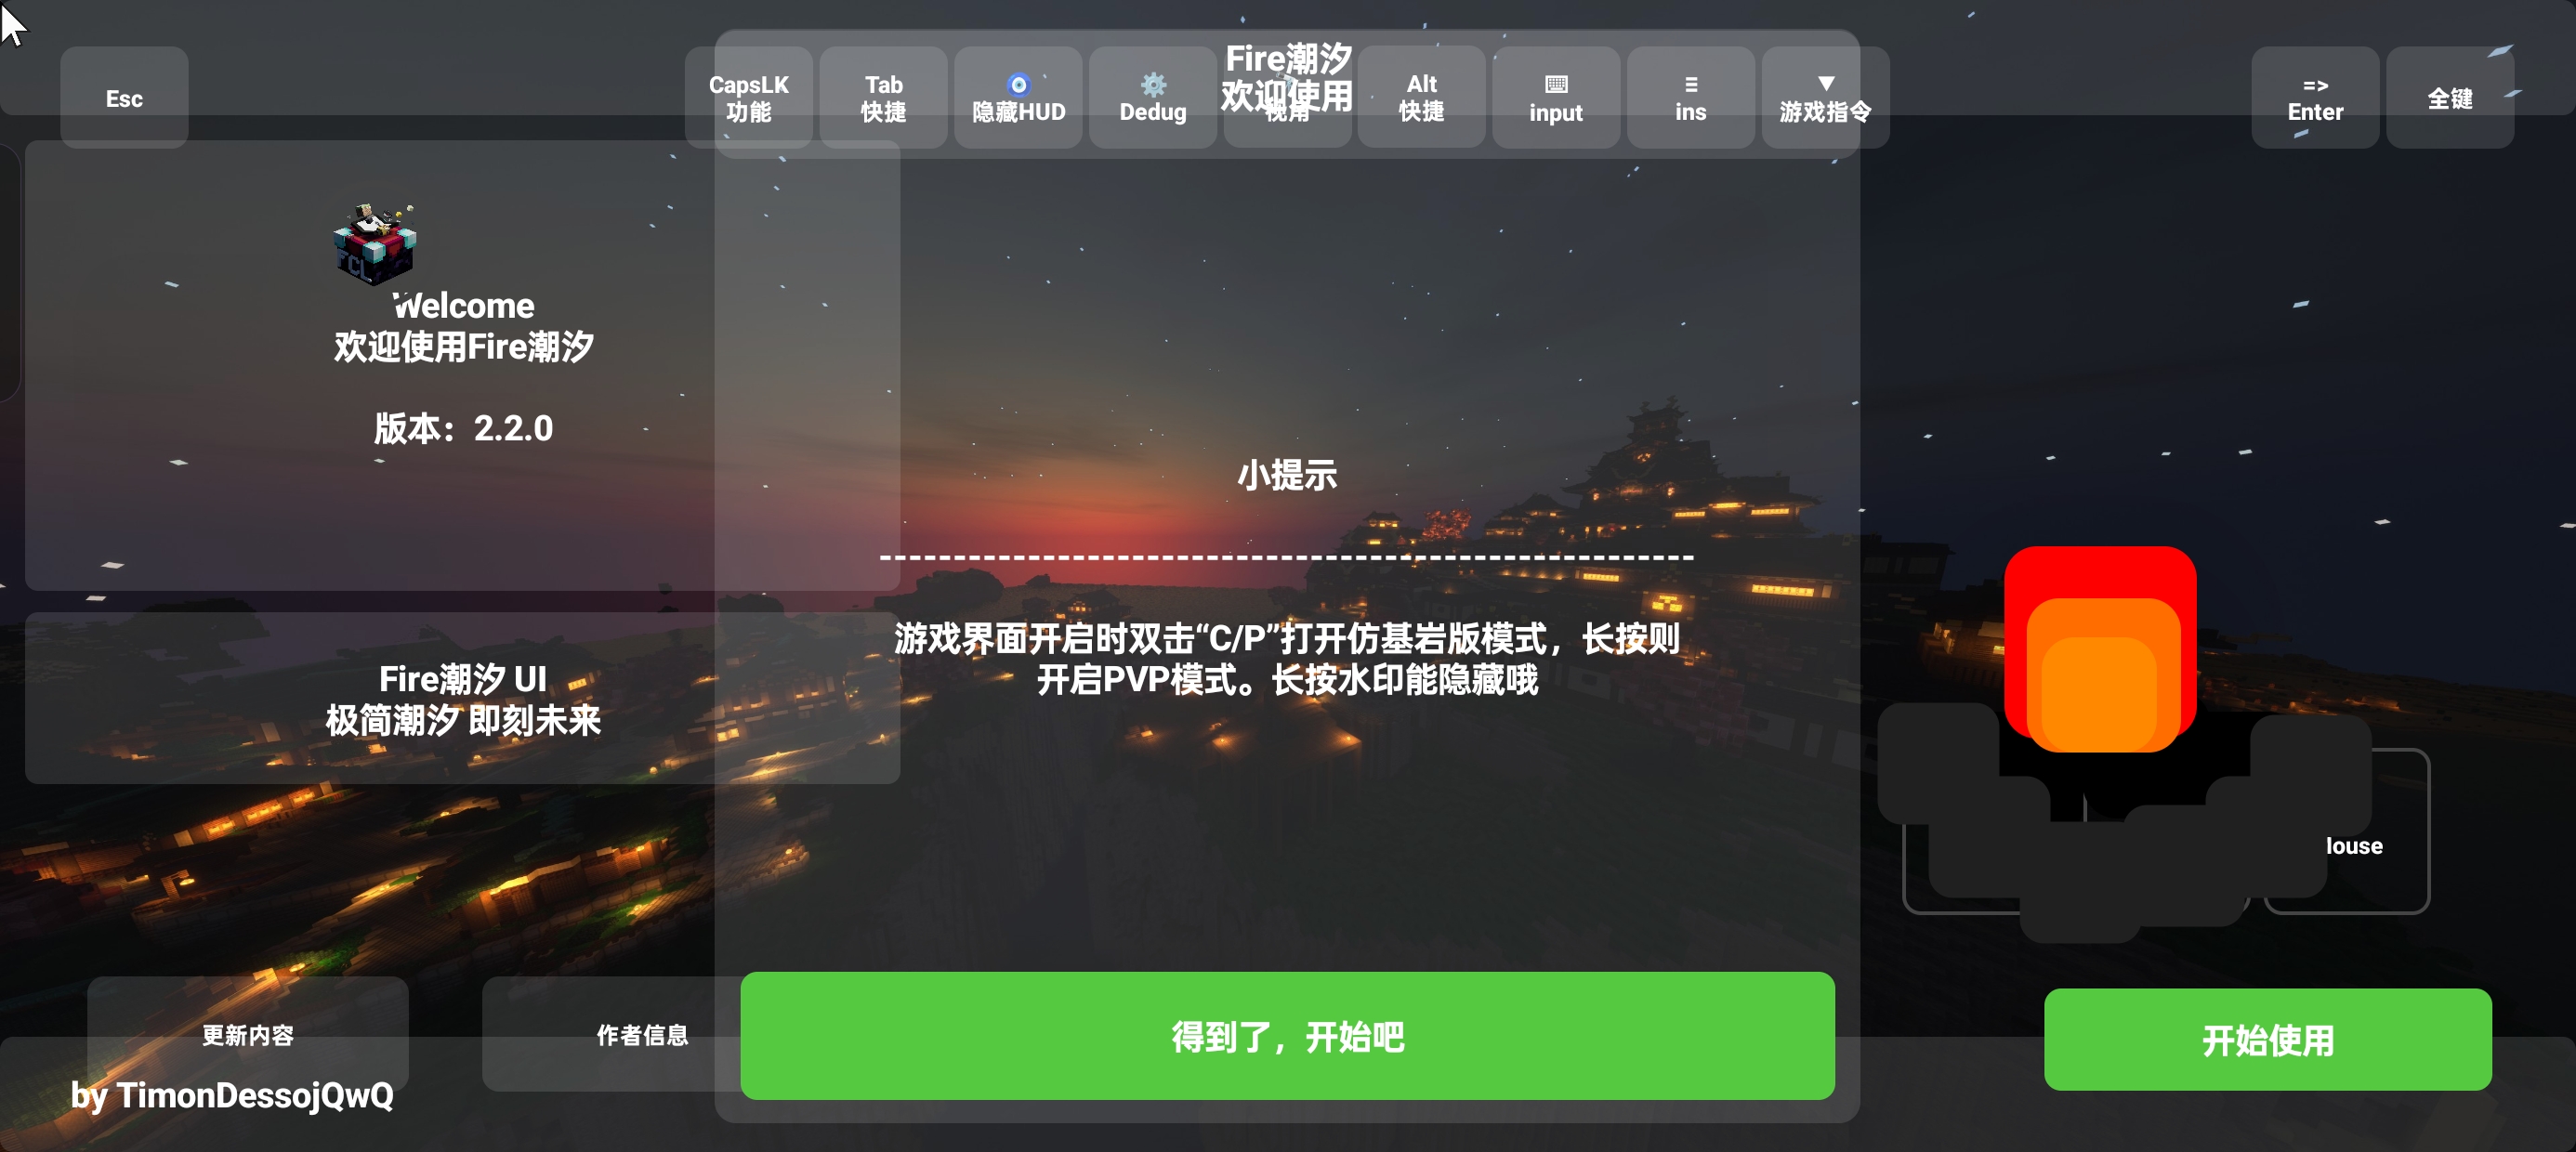 Esc
CapsLK
功能
Tab
快捷
隐藏HUD
Dedug
Fire潮汐
欢迎使用
视角
Alt
快捷
input
ins
游戏指令
=>
Enter
全键
FCL
Welcome
欢迎使用Fire潮汐
版本：2.2.0
小提示
-------------------------------------------------------
游戏界面开启时双击“C/P”打开仿基岩版模式，长按则
开启PVP模式。长按水印能隐藏哦
Fire潮汐 UI
极简潮汐 即刻未来
louse
更新内容
作者信息
得到了，开始吧
开始使用
by TimonDessojQwQ